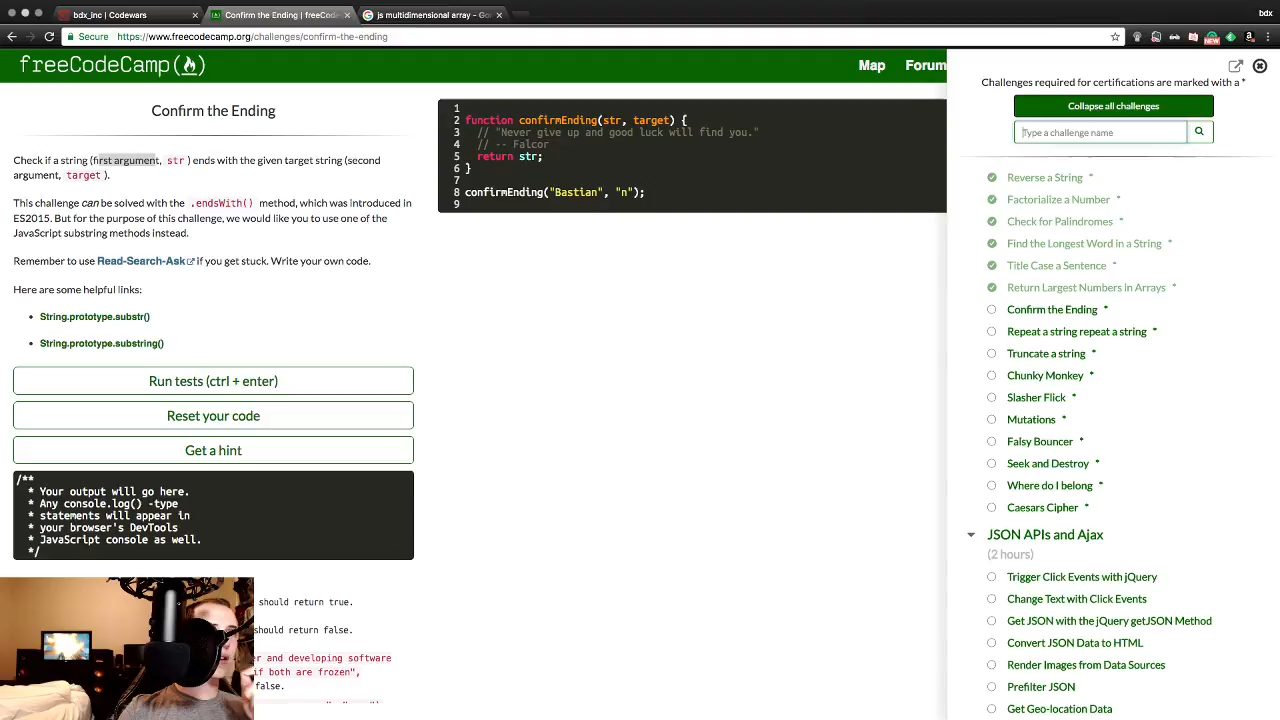 bdx_inc | Codewars
Confirm the Ending | freeCode
js multidimensional array - Goo
bdx
Secure https://www.freecodecamp.org/challenges/confirm-the-ending
NEW
freeCodeCamp
Map
Forum
Confirm the Ending
Check if a string (first argument, str ) ends with the given target string (second
argument, target ).
This challenge can be solved with the .endsWith() method, which was introduced in
ES2015. But for the purpose of this challenge, we would like you to use one of the
JavaScript substring methods instead.
Remember to use Read-Search-Ask if you get stuck. Write your own code.
Here are some helpful links:
• String.prototype.substr()
• String.prototype.substring()
Run tests (ctrl + enter)
Reset your code
Get a hint
/**
* Your output will go here.
* Any console.log() -type
* statements will appear in
* your browser's DevTools
* JavaScript console as well.
*/
should return true.
should return false.
er and developing software
if both are frozen",
false.
1
2 function confirmEnding(str, target) {
3 // "Never give up and good luck will find you."
4 // -- Falcor
5 return str;
6 }
7
8 confirmEnding("Bastian", "n");
9
Challenges required for certifications are marked with a *
Collapse all challenges
Type a challenge name
Reverse a String *
Factorialize a Number *
Check for Palindromes *
Find the Longest Word in a String *
Title Case a Sentence *
Return Largest Numbers in Arrays *
Confirm the Ending *
Repeat a string repeat a string *
Truncate a string *
Chunky Monkey *
Slasher Flick *
Mutations *
Falsy Bouncer *
Seek and Destroy *
Where do I belong *
Caesars Cipher *
JSON APIs and Ajax
(2 hours)
Trigger Click Events with jQuery
Change Text with Click Events
Get JSON with the jQuery getJSON Method
Convert JSON Data to HTML
Render Images from Data Sources
Prefilter JSON
Get Geo-location Data